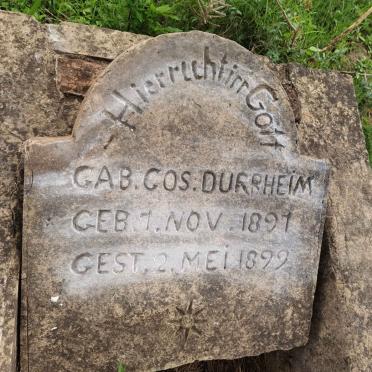 Hier ruht in Gott
GAB. COS. DURRHEIM
GEB. 1. NOV. 1891
GEST. 2. MEI. 1899